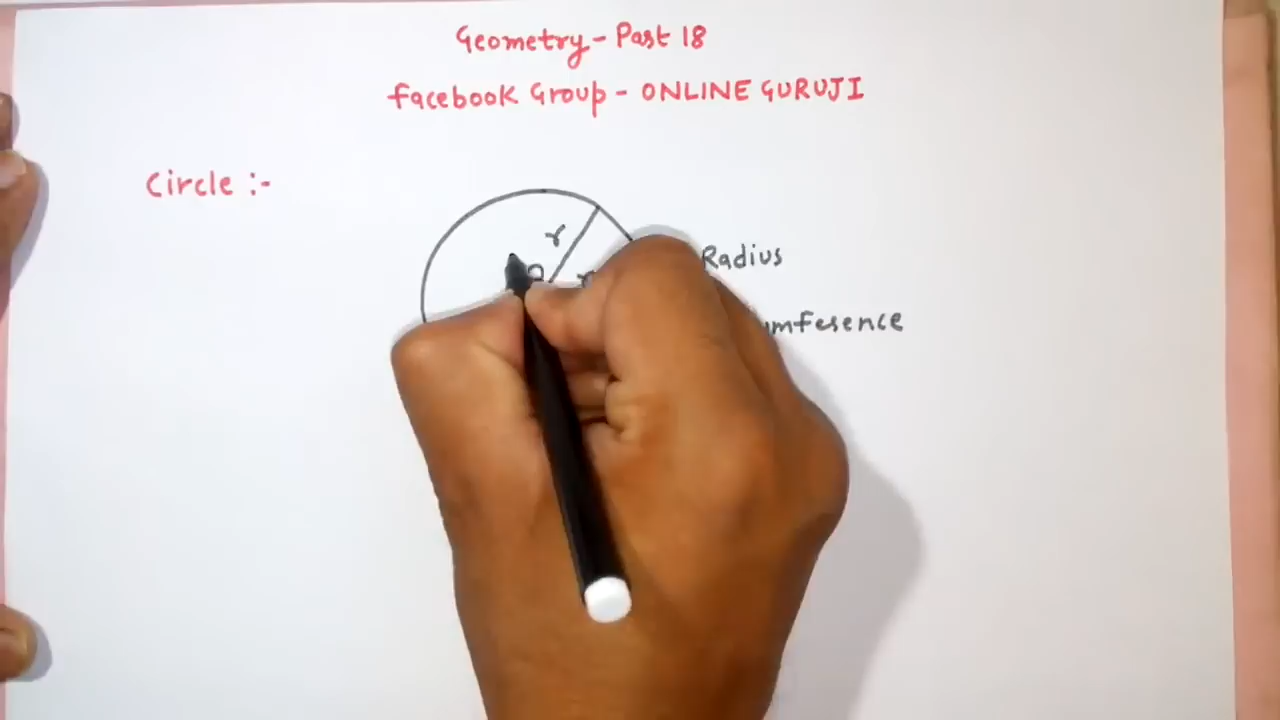 Geometry - Part 18
facebook Group - ONLINE GURUJI
Circle :-
r
O
r
Radius